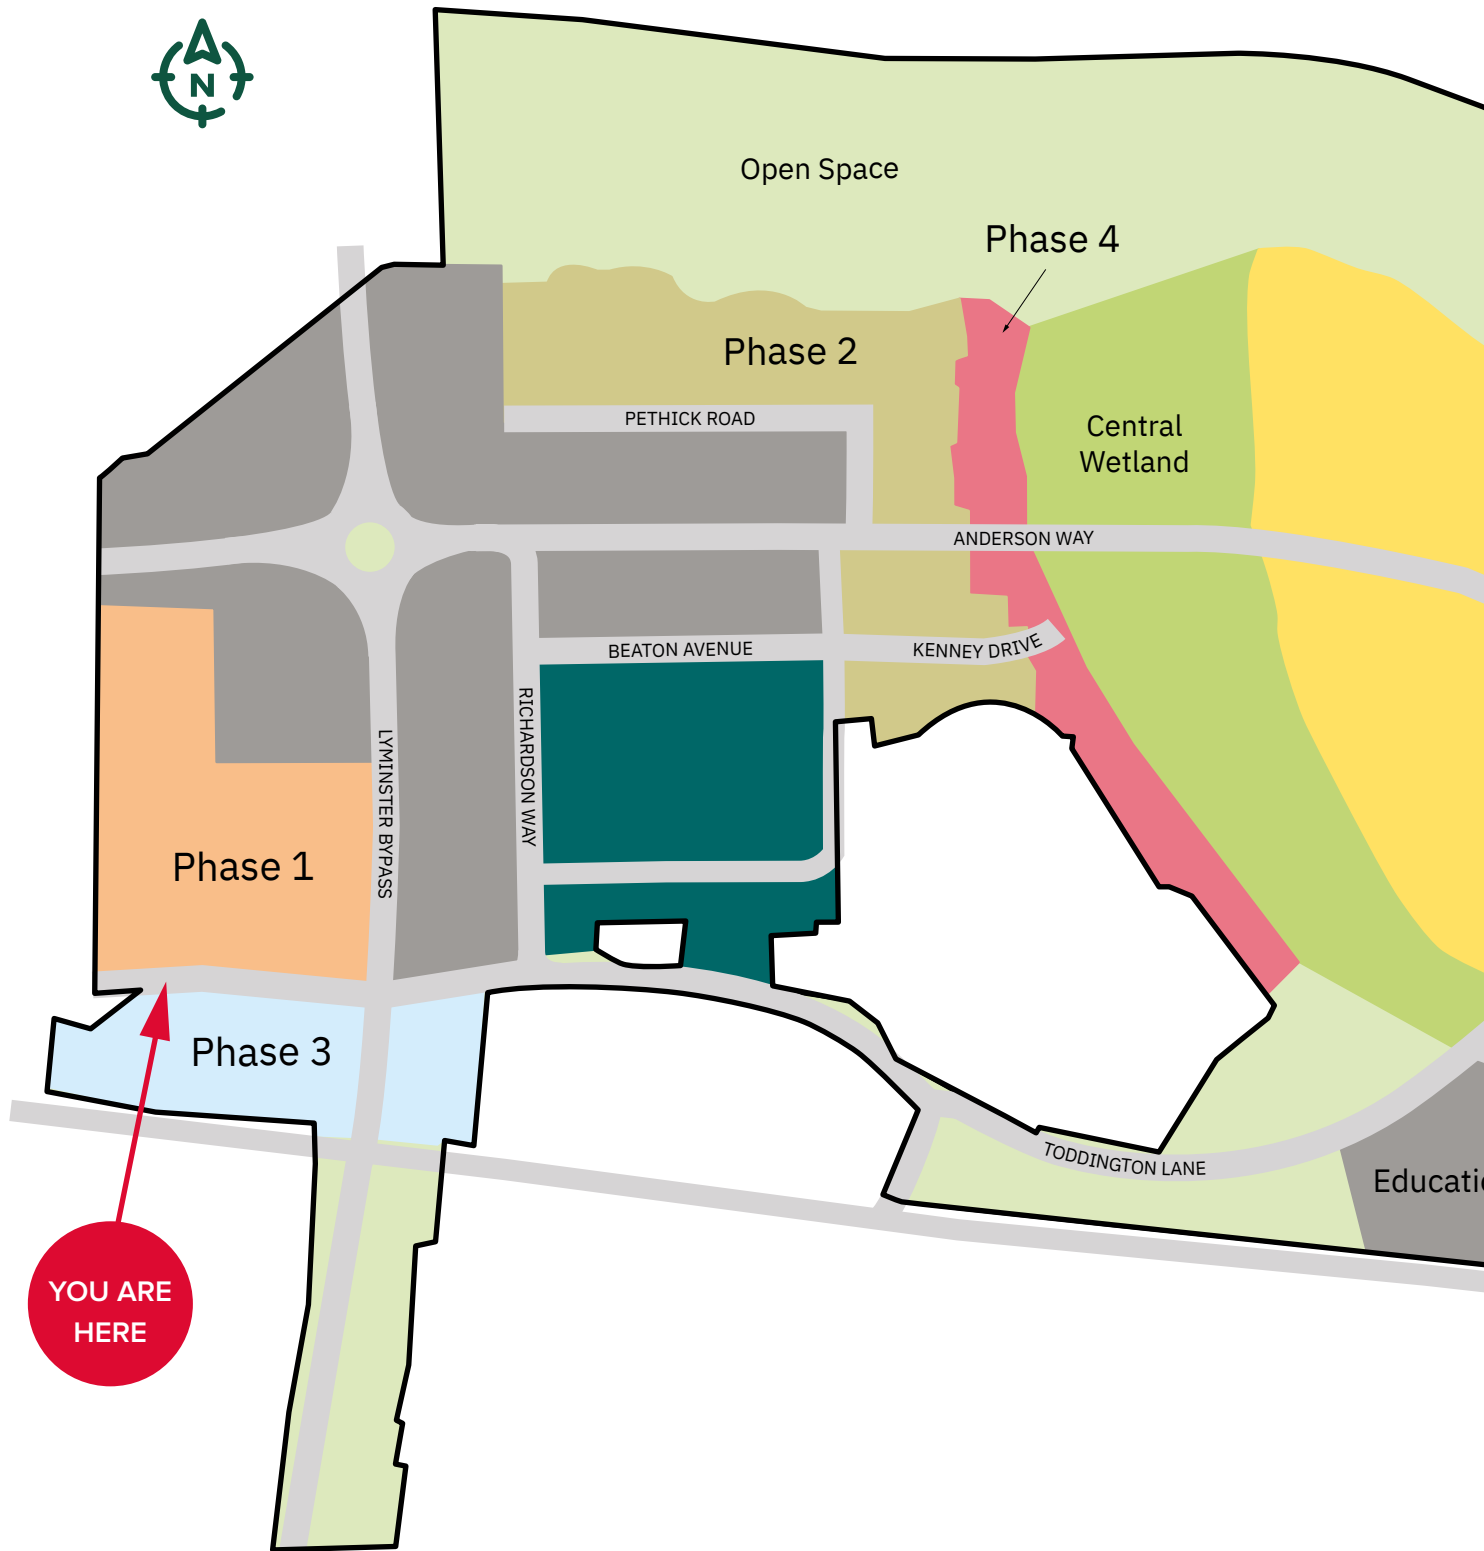 N
Open Space
Phase 4
Phase 2
PETHICK ROAD
Central
Wetland
ANDERSON WAY
BEATON AVENUE
KENNEY DRIVE
RICHARDSON WAY
LYMINSTER BYPASS
Phase 1
Phase 3
TODDINGTON LANE
Educatio
YOU ARE
HERE